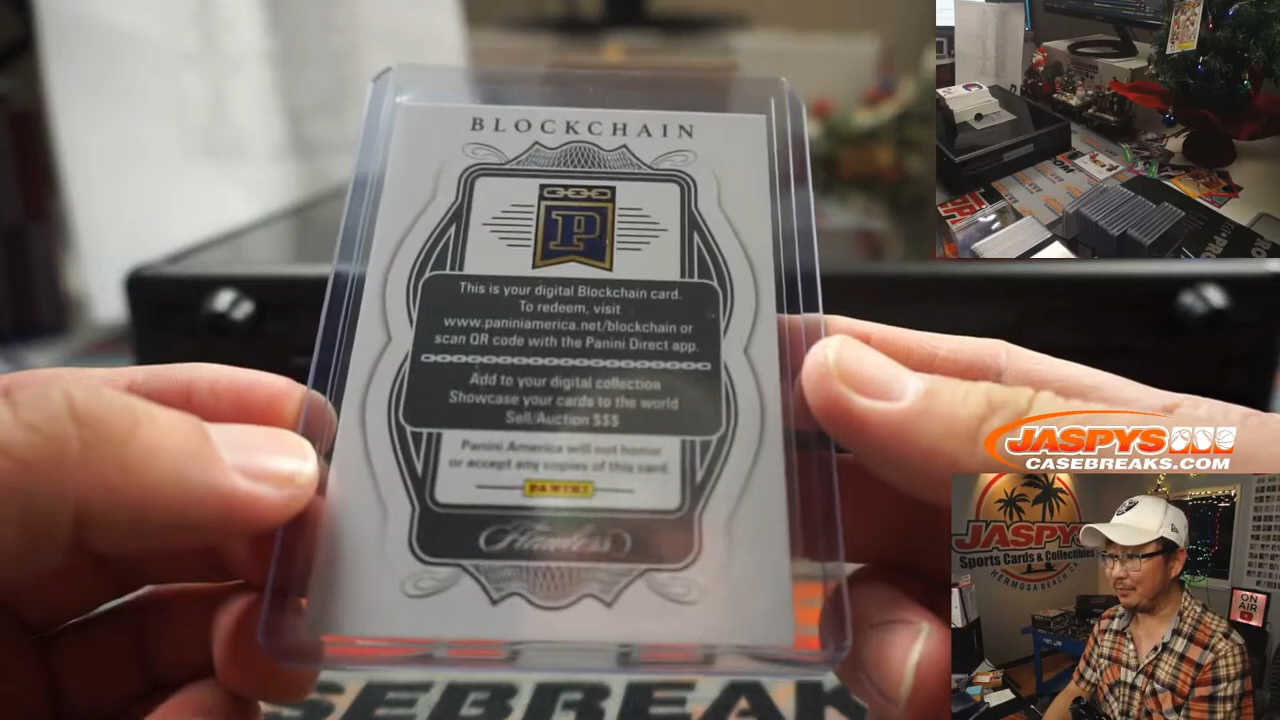 BLOCKCHAIN
P
This is your digital Blockchain card.
To redeem, visit
www.paniniamerica.net/blockchain or
scan QR code with the Panini Direct app.
Add to your digital collection
Showcase your cards to the world
Sell/Auction $$$
Panini America will not honor
or accept any copies of this card.
PANINI
Flawless
SEBREAK
JASPYS
CASEBREAKS.COM
JASPYS
Sports Cards & Collectibles
HERMOSA BEACH CA
ON
AIR